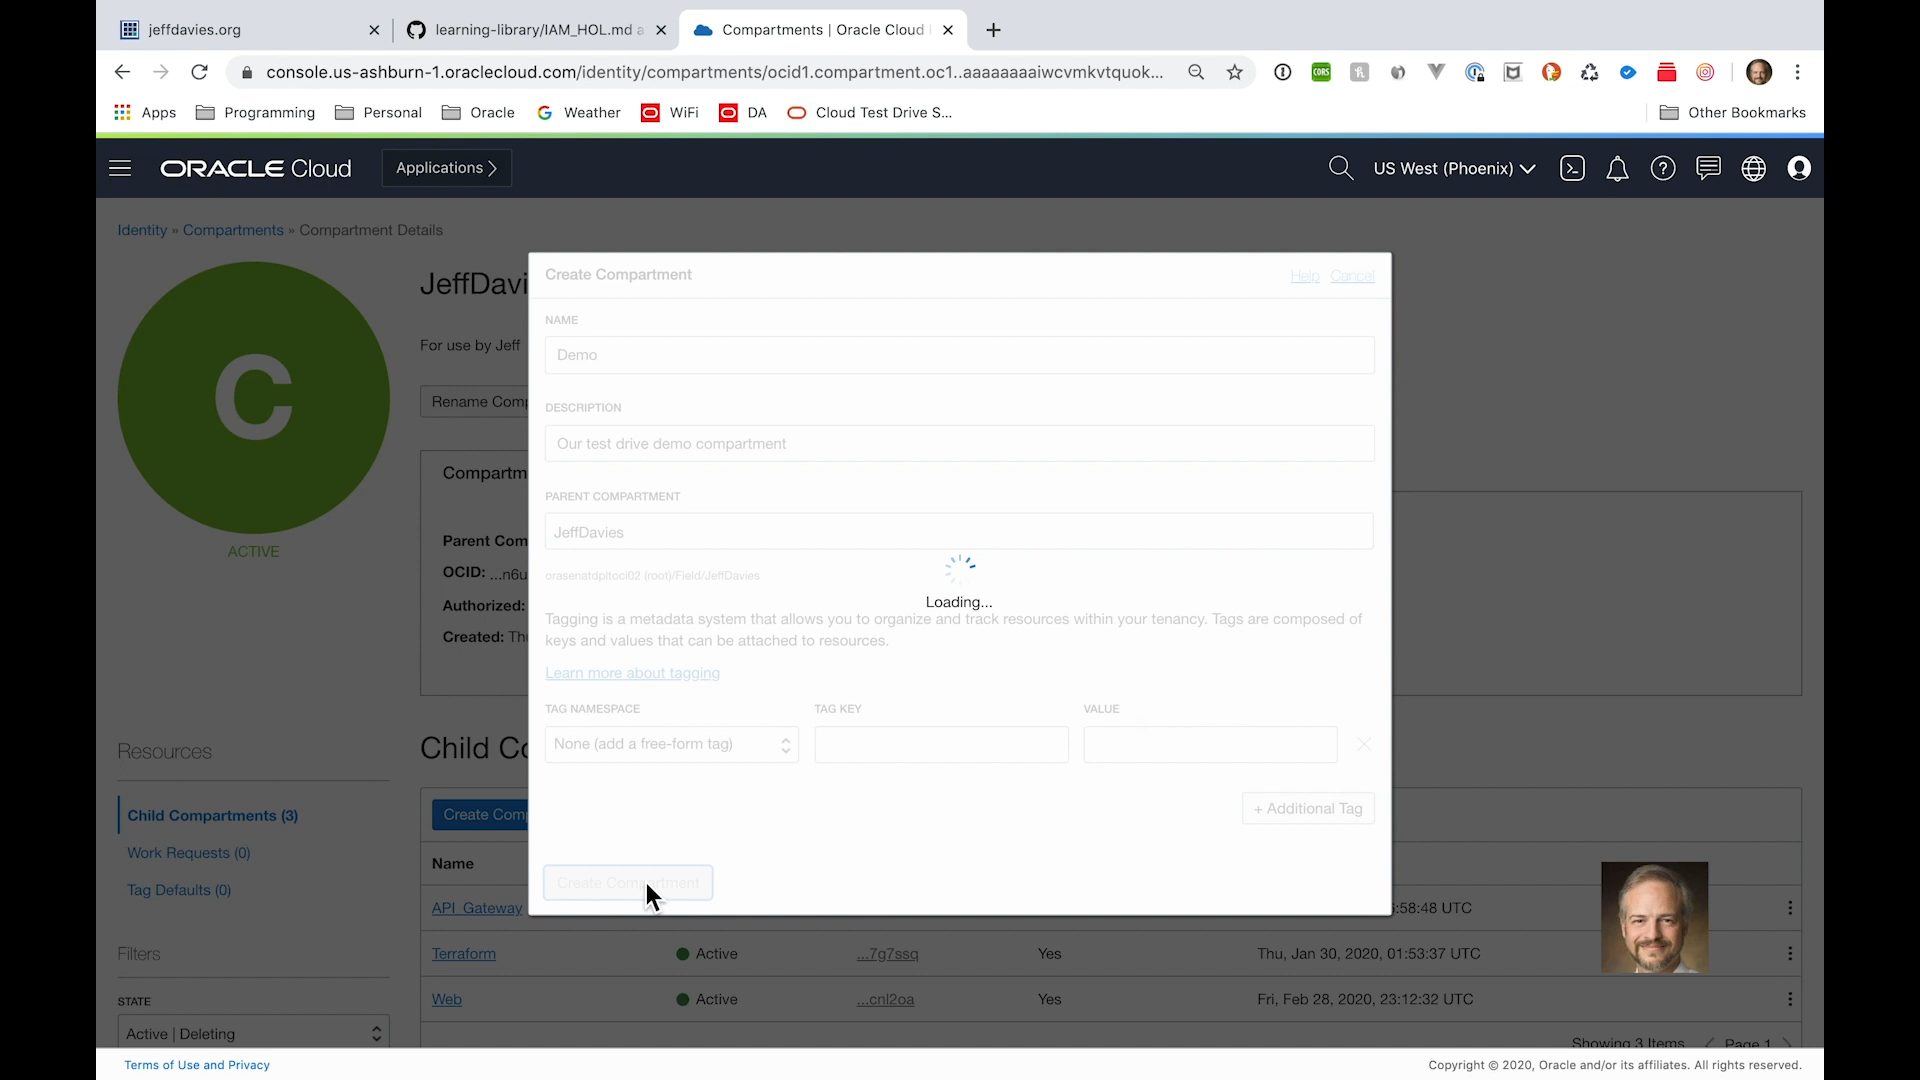 jeffdavies.org
learning-library/IAM_HOL.md a
Compartments | Oracle Cloud
console.us-ashburn-1.oraclecloud.com/identity/compartments/ocid1.compartment.oc1..aaaaaaaaiwcvmkvtquok...
CORS
Apps
Programming
Personal
Oracle
Weather
WiFi
DA
Cloud Test Drive S...
Other Bookmarks
ORACLE Cloud
Applications
US West (Phoenix)
Identity » Compartments » Compartment Details
C
ACTIVE
JeffDavi
For use by Jeff
Rename Comp
Compartm
Parent Com
OCID: ...n6u
Authorized:
Created: Thu
Create Compartment
Help Cancel
NAME
Demo
DESCRIPTION
Our test drive demo compartment
PARENT COMPARTMENT
JeffDavies
orasenatdpltoci02 (root)/Field/JeffDavies
Loading...
Tagging is a metadata system that allows you to organize and track resources within your tenancy. Tags are composed of
keys and values that can be attached to resources.
Learn more about tagging
TAG NAMESPACE
TAG KEY
VALUE
None (add a free-form tag)
+ Additional Tag
Create Compartment
Resources
Child Compartments (3)
Work Requests (0)
Tag Defaults (0)
Filters
STATE
Active | Deleting
Child Co
Create Comp
Name
API_Gateway
:58:48 UTC
Terraform
Active
...7g7ssq
Yes
Thu, Jan 30, 2020, 01:53:37 UTC
Web
Active
...cnl2oa
Yes
Fri, Feb 28, 2020, 23:12:32 UTC
Showing 3 Items
Page 1
Terms of Use and Privacy
Copyright © 2020, Oracle and/or its affiliates. All rights reserved.